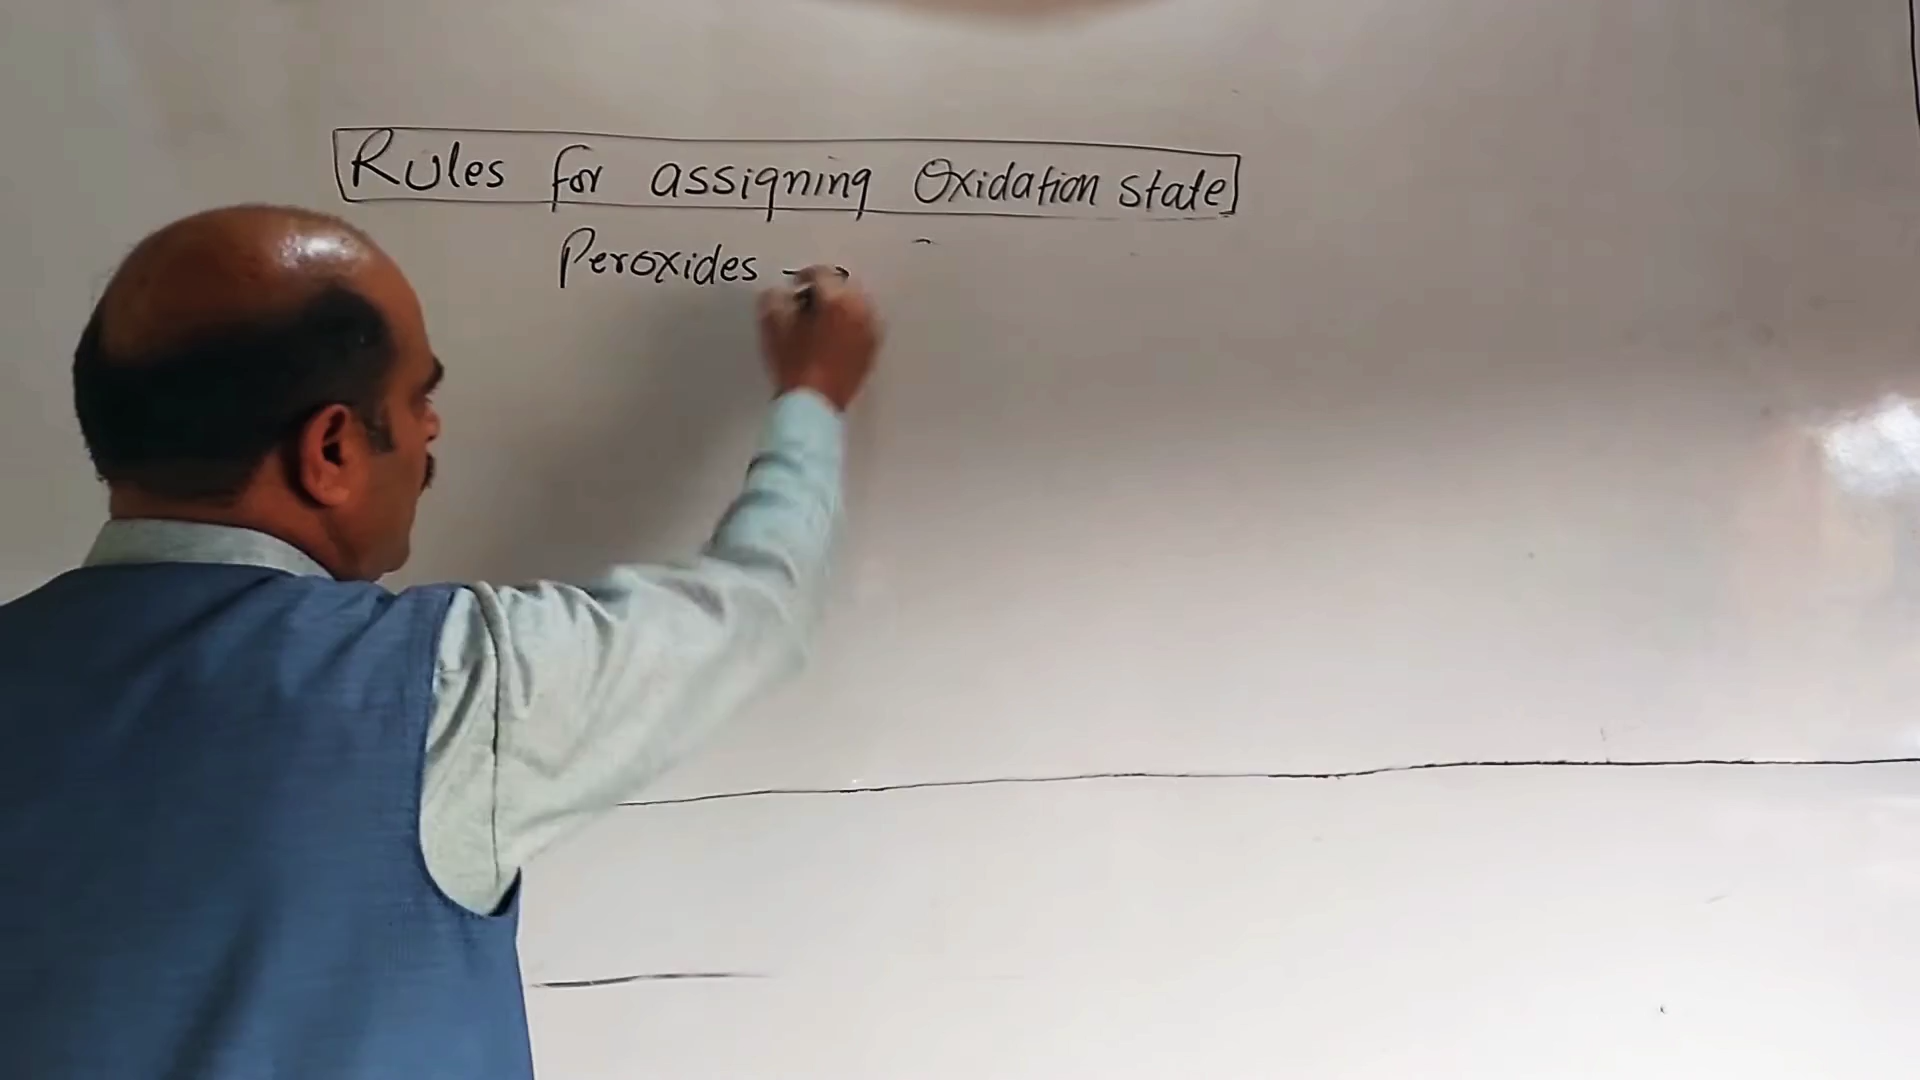 Rules for assigning Oxidation state
Peroxides →